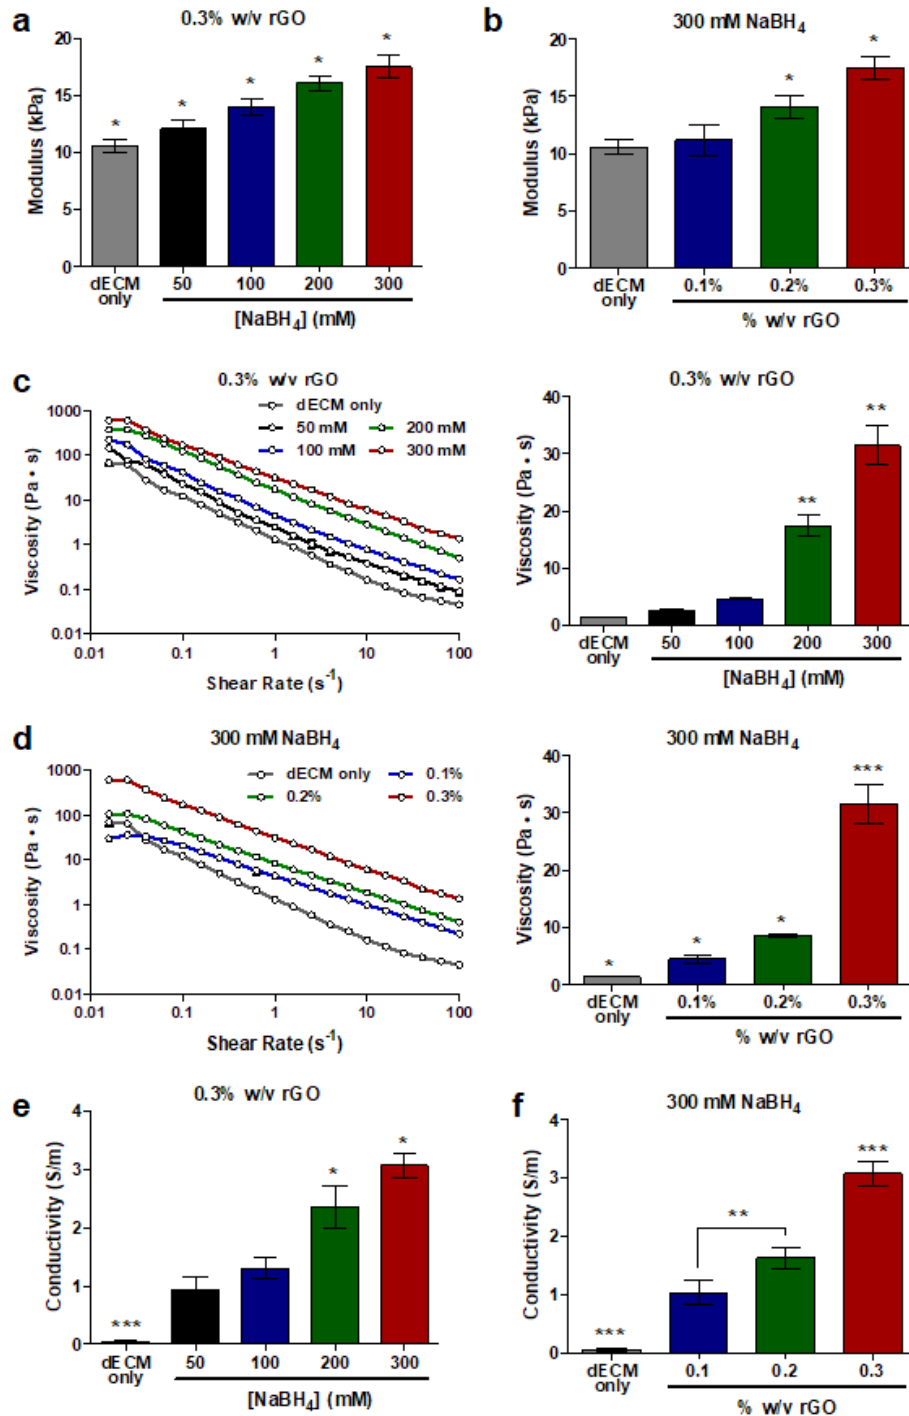 a
0.3% w/v rGO
20
15
10
5
0
Modulus (kPa)
*
*
*
*
*
dECM only
50
100
200
300
[NaBH4] (mM)
b
300 mM NaBH4
20
15
10
5
0
Modulus (kPa)
*
*
dECM only
0.1%
0.2%
0.3%
% w/v rGO
c
0.3% w/v rGO
dECM only
50 mM
200 mM
100 mM
300 mM
1000
100
10
1
0.1
0.01
Viscosity (Pa • s)
0.01
0.1
1
10
100
Shear Rate (s-1)
0.3% w/v rGO
40
30
20
10
0
Viscosity (Pa • s)
**
**
dECM only
50
100
200
300
[NaBH4] (mM)
d
300 mM NaBH4
dECM only
0.1%
0.2%
0.3%
1000
100
10
1
0.1
0.01
Viscosity (Pa • s)
0.01
0.1
1
10
100
Shear Rate (s-1)
300 mM NaBH4
40
30
20
10
0
Viscosity (Pa • s)
*
*
*
***
dECM only
0.1%
0.2%
0.3%
% w/v rGO
e
0.3% w/v rGO
4
3
2
1
0
Conductivity (S/m)
***
*
*
dECM only
50
100
200
300
[NaBH4] (mM)
f
300 mM NaBH4
4
3
2
1
0
Conductivity (S/m)
***
**
***
dECM only
0.1
0.2
0.3
% w/v rGO